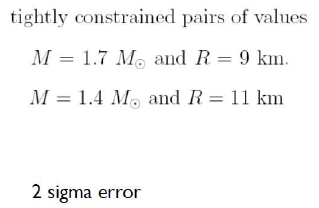 tightly constrained pairs of values
M = 1.7 M⊙ and R = 9 km.
M = 1.4 M⊙ and R = 11 km
2 sigma error